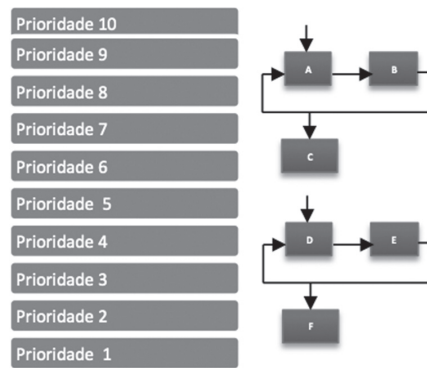 Prioridade 10
Prioridade 9
Prioridade 8
Prioridade 7
Prioridade 6
Prioridade 5
Prioridade 4
Prioridade 3
Prioridade 2
Prioridade 1
A
B
C
D
E
F